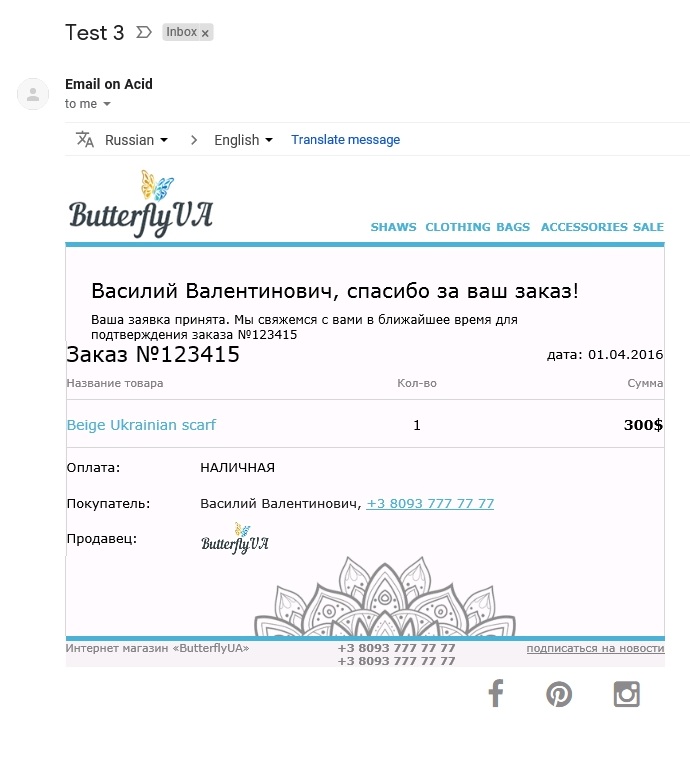 Test 3
Inbox x
Email on Acid
to me
Russian > English Translate message
ButterflyUA
SHAWS CLOTHING BAGS ACCESSORIES SALE
Василий Валентинович, спасибо за ваш заказ!
Ваша заявка принята. Мы свяжемся с вами в ближайшее время для
подтверждения заказа №123415
Заказ №123415 дата: 01.04.2016
Название товара Кол-во Сумма
Beige Ukrainian scarf 1 300$
Оплата: НАЛИЧНАЯ
Покупатель: Василий Валентинович, +3 8093 777 77 77
Продавец: ButterflyUA
Интернет магазин «ButterflyUA» +3 8093 777 77 77 подписаться на новости
+3 8093 777 77 77